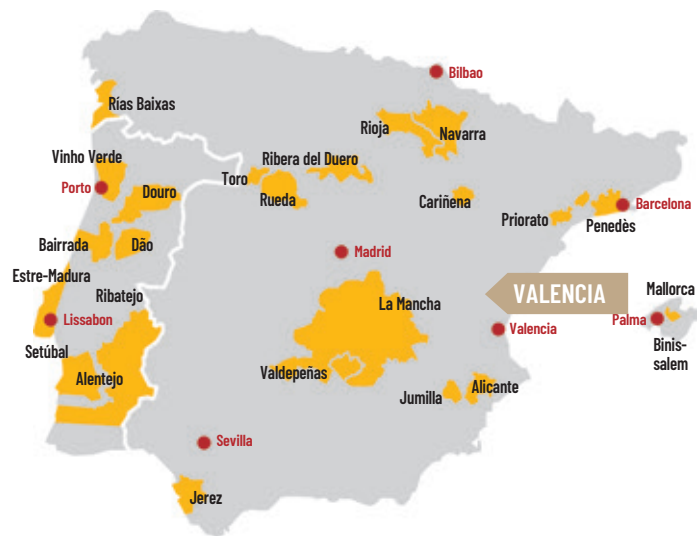 Bilbao
Rías Baixas
Rioja
Navarra
Vinho Verde
Ribera del Duero
Toro
Porto
Douro
Rueda
Cariñena
Barcelona
Priorato
Penedès
Bairrada
Dão
Madrid
Estre-Madura
Ribatejo
La Mancha
VALENCIA
Mallorca
Lissabon
Valencia
Palma
Setúbal
Binis-
salem
Valdepeñas
Alentejo
Jumilla
Alicante
Sevilla
Jerez